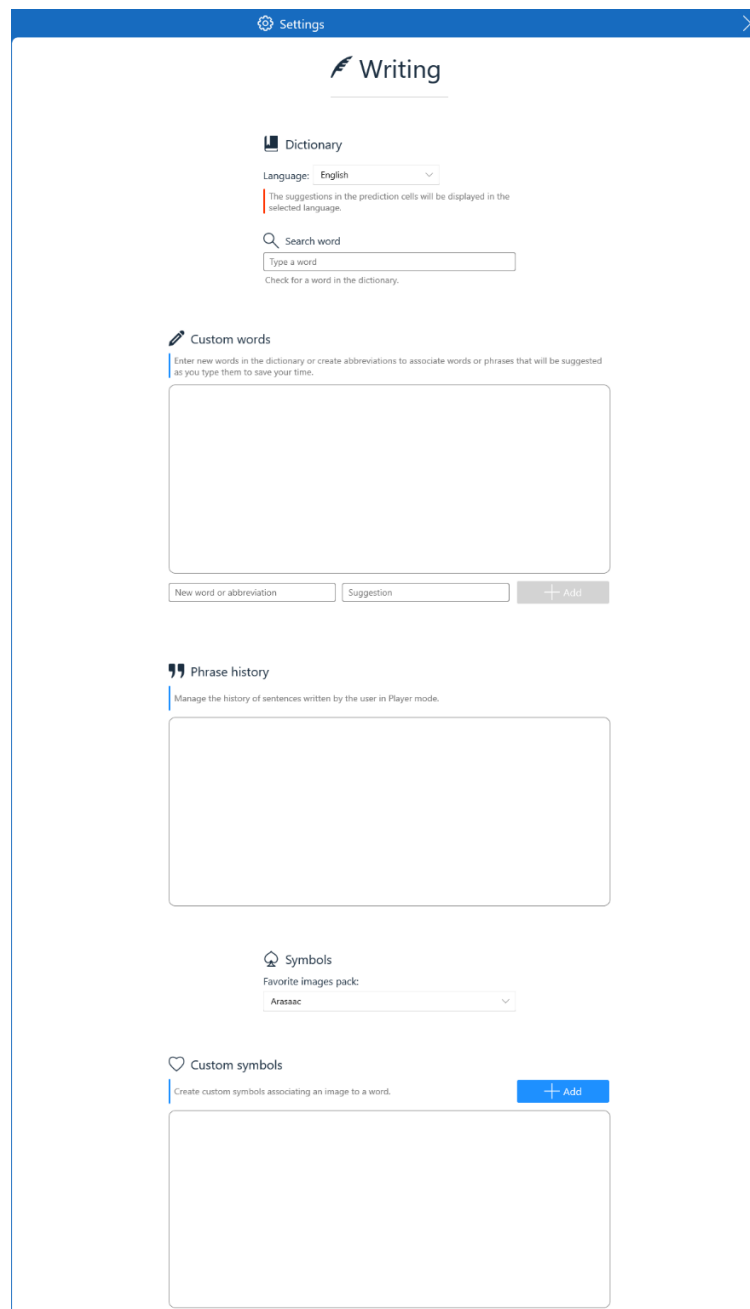 Settings
Writing
Dictionary
Language: English
The suggestions in the prediction cells will be displayed in the
selected language.
Search word
Type a word
Check for a word in the dictionary.
Custom words
Enter new words in the dictionary or create abbreviations to associate words or phrases that will be suggested
as you type them to save your time.
New word or abbreviation Suggestion Add
Phrase history
Manage the history of sentences written by the user in Player mode.
Symbols
Favorite images pack:
Arasaac
Custom symbols
Create custom symbols associating an image to a word. Add